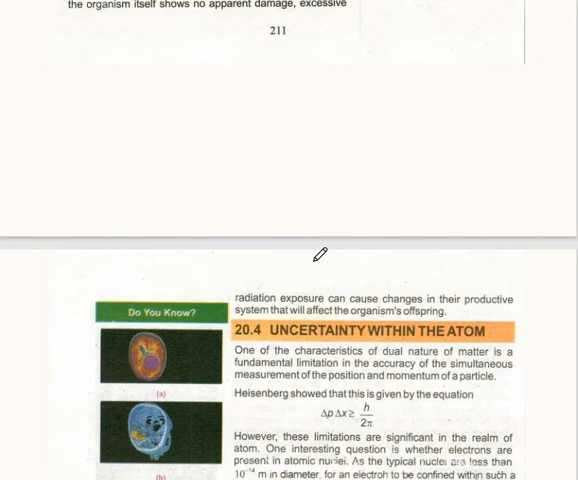 the organism itself shows no apparent damage, excessive
211
radiation exposure can cause changes in their productive
system that will affect the organism's offspring.
Do You Know?
20.4 UNCERTAINTY WITHIN THE ATOM
One of the characteristics of dual nature of matter is a
fundamental limitation in the accuracy of the simultaneous
measurement of the position and momentum of a particle.
(a)
Heisenberg showed that this is given by the equation
Δp Δx ≥ h/2π
However, these limitations are significant in the realm of
atom. One interesting question is whether electrons are
present in atomic nuclei. As the typical nuclei are less than
10⁻¹⁴ m in diameter, for an electroh to be confined within such a
(b)